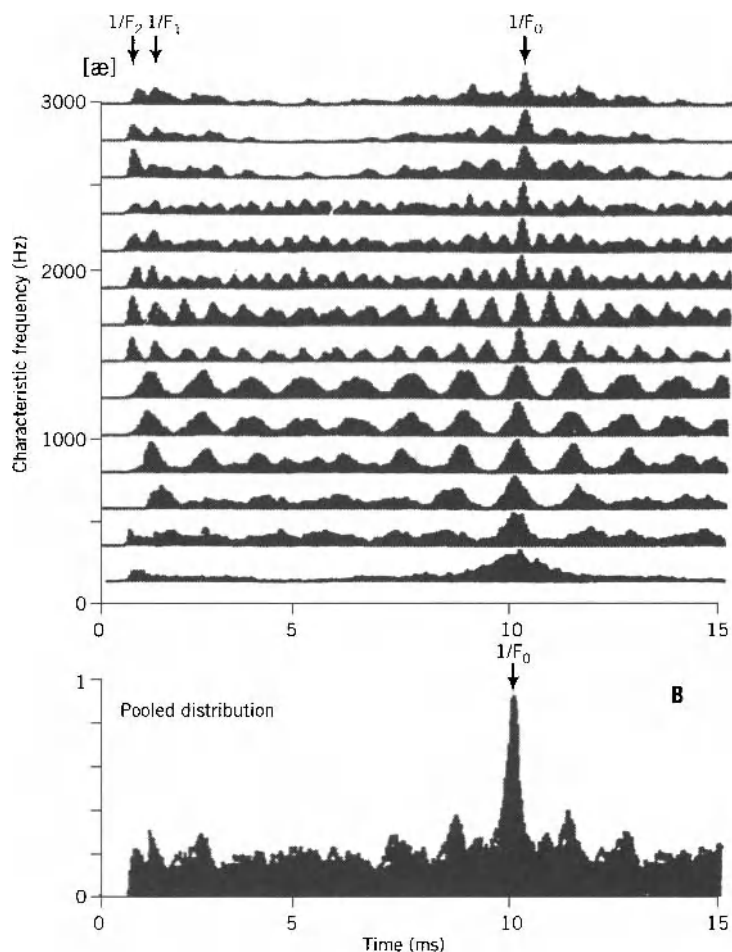 1/F2 1/F1 1/F0
[æ]
3000
2000
1000
0
Characteristic frequency (Hz)
0 5 10 15
1/F0
1
B
Pooled distribution
0
0 5 10 15
Time (ms)